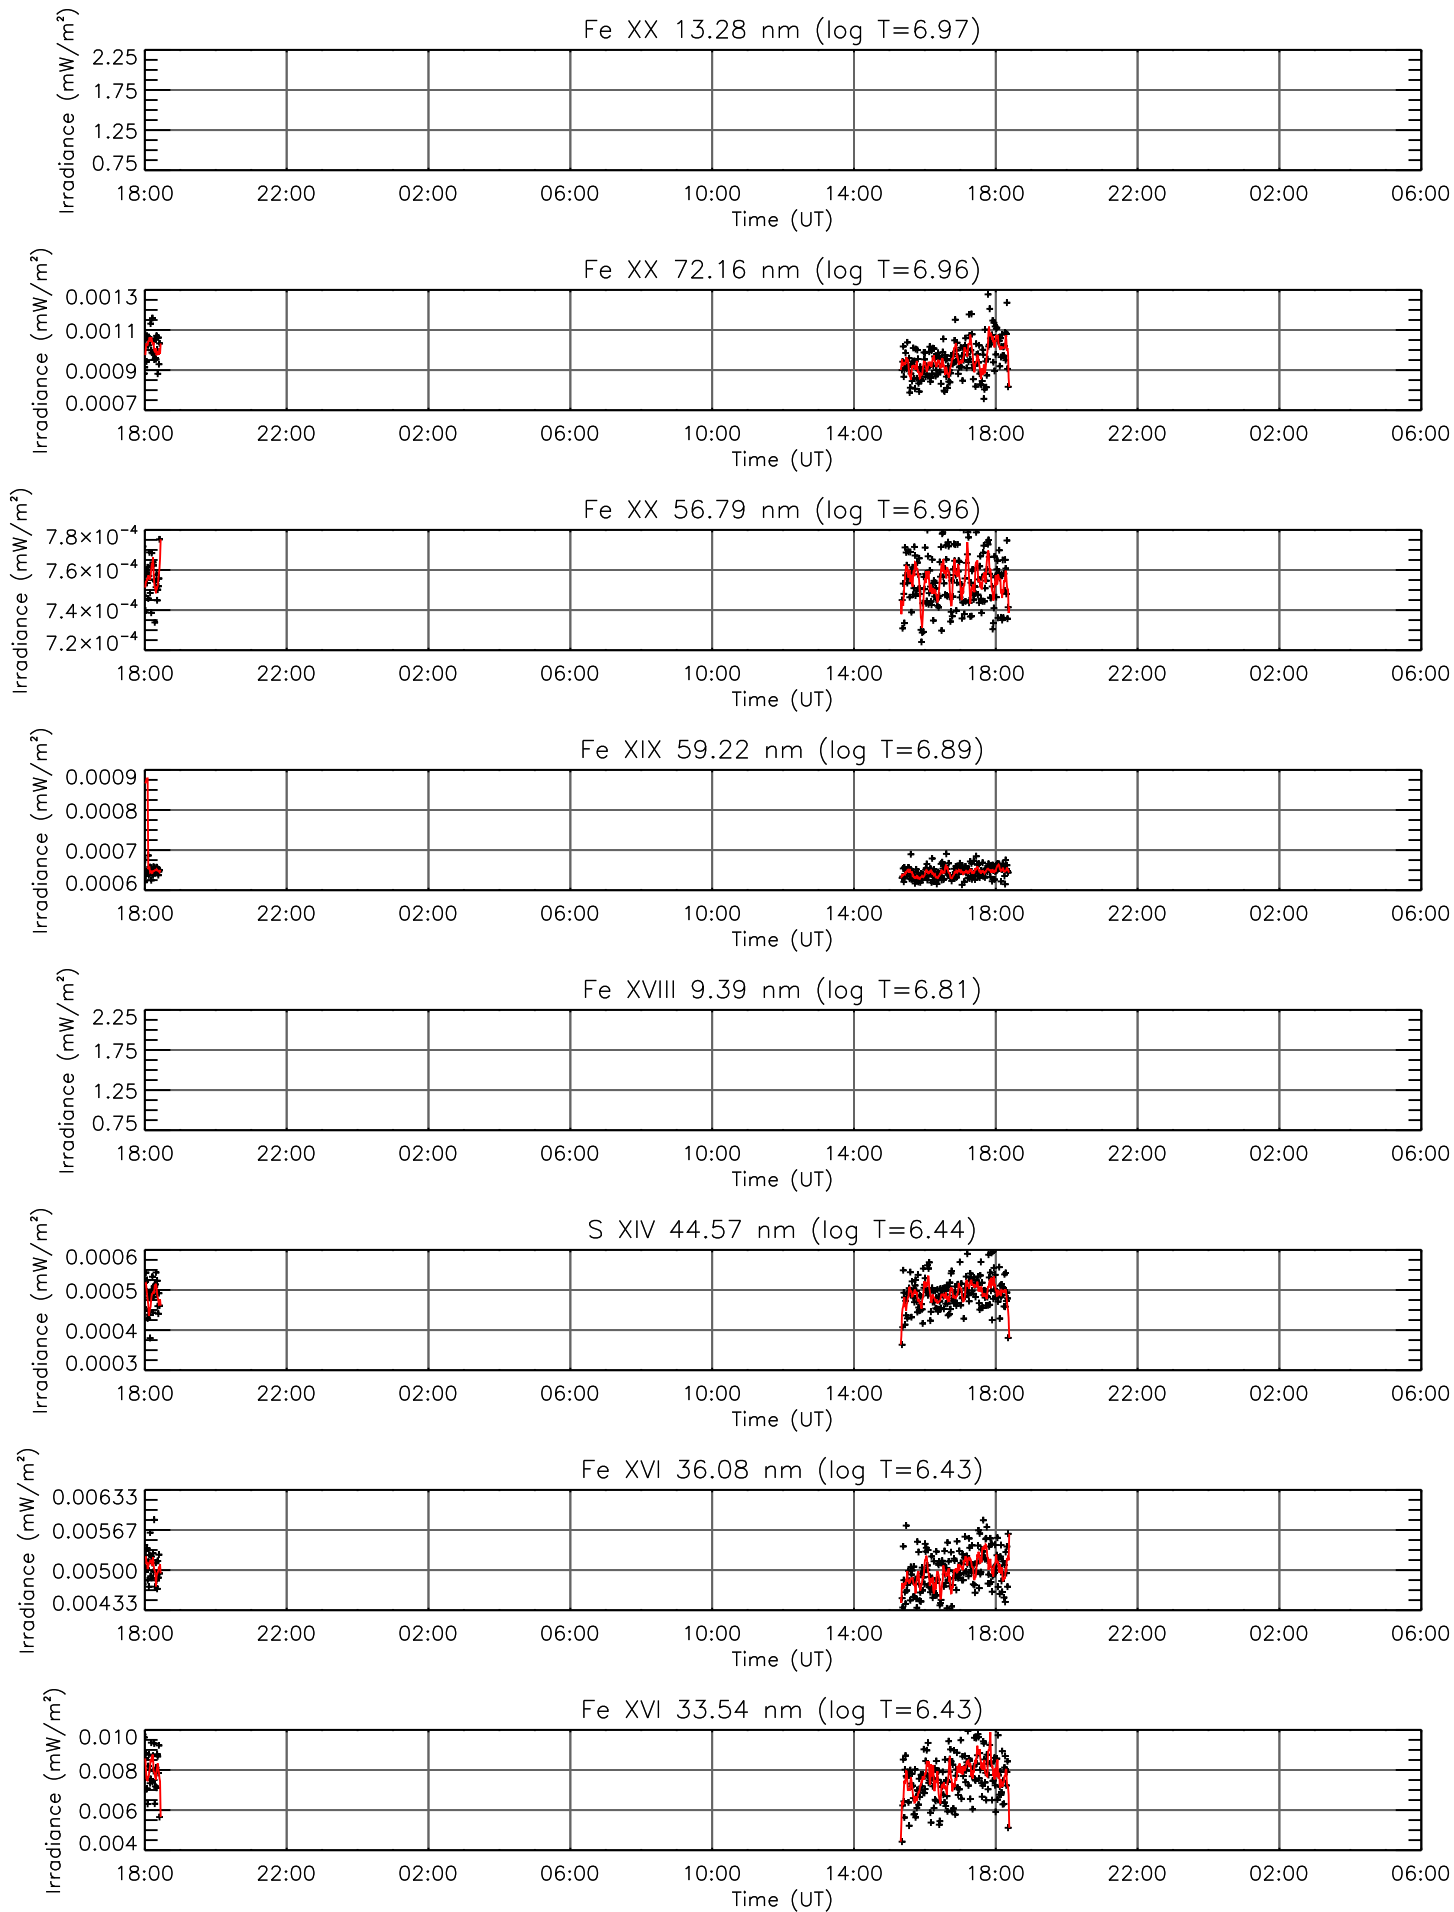 Fe XX 13.28 nm (log T=6.97)
Irradiance (mW/m²)
2.25
1.75
1.25
0.75
18:00 22:00 02:00 06:00 10:00 14:00 18:00 22:00 02:00 06:00
Time (UT)
Fe XX 72.16 nm (log T=6.96)
Irradiance (mW/m²)
0.0013
0.0011
0.0009
0.0007
18:00 22:00 02:00 06:00 10:00 14:00 18:00 22:00 02:00 06:00
Time (UT)
Fe XX 56.79 nm (log T=6.96)
Irradiance (mW/m²)
7.8×10⁻⁴
7.6×10⁻⁴
7.4×10⁻⁴
7.2×10⁻⁴
18:00 22:00 02:00 06:00 10:00 14:00 18:00 22:00 02:00 06:00
Time (UT)
Fe XIX 59.22 nm (log T=6.89)
Irradiance (mW/m²)
0.0009
0.0008
0.0007
0.0006
18:00 22:00 02:00 06:00 10:00 14:00 18:00 22:00 02:00 06:00
Time (UT)
Fe XVIII 9.39 nm (log T=6.81)
Irradiance (mW/m²)
2.25
1.75
1.25
0.75
18:00 22:00 02:00 06:00 10:00 14:00 18:00 22:00 02:00 06:00
Time (UT)
S XIV 44.57 nm (log T=6.44)
Irradiance (mW/m²)
0.0006
0.0005
0.0004
0.0003
18:00 22:00 02:00 06:00 10:00 14:00 18:00 22:00 02:00 06:00
Time (UT)
Fe XVI 36.08 nm (log T=6.43)
Irradiance (mW/m²)
0.00633
0.00567
0.00500
0.00433
18:00 22:00 02:00 06:00 10:00 14:00 18:00 22:00 02:00 06:00
Time (UT)
Fe XVI 33.54 nm (log T=6.43)
Irradiance (mW/m²)
0.010
0.008
0.006
0.004
18:00 22:00 02:00 06:00 10:00 14:00 18:00 22:00 02:00 06:00
Time (UT)